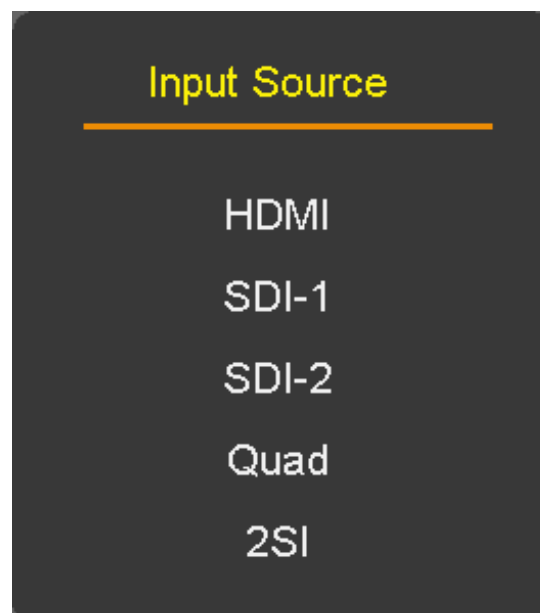 Input Source
HDMI
SDI-1
SDI-2
Quad
2SI